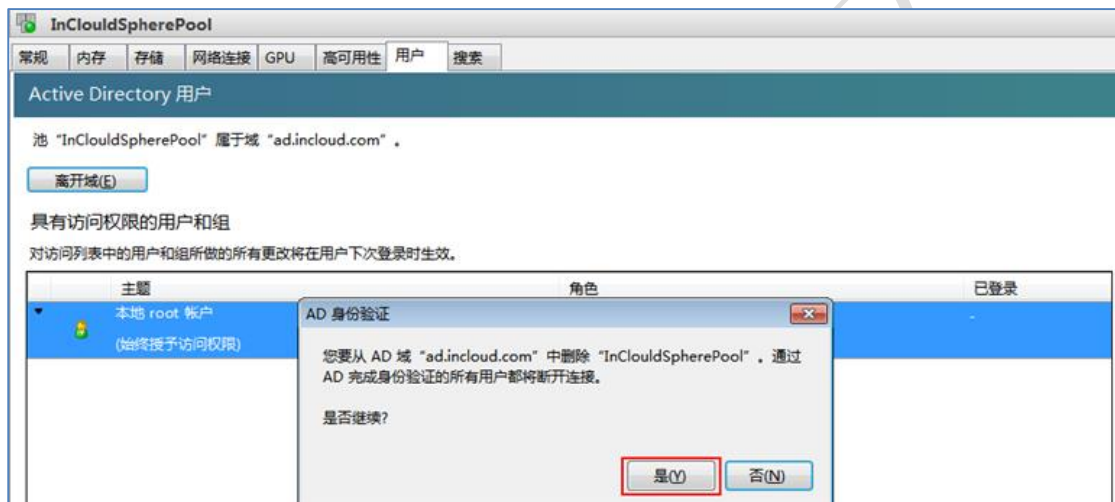 InClouldSpherePool
常规 内存 存储 网络连接 GPU 高可用性 用户 搜索
Active Directory 用户
池 “InClouldSpherePool” 属于域 “ad.incloud.com” 。
离开域(E)
具有访问权限的用户和组
对访问列表中的用户和组所做的所有更改将在用户下次登录时生效。
主题 角色 已登录
本地 root 帐户 -
(始终授予访问权限)
AD 身份验证
您要从 AD 域 “ad.incloud.com” 中删除 “InClouldSpherePool” 。通过
AD 完成身份验证的所有用户都将断开连接。
是否继续?
是(Y) 否(N)